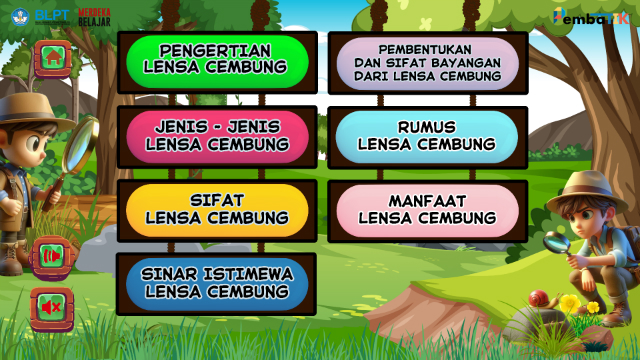 BLPT
MERDEKA
BELAJAR
PembaTIK
PENGERTIAN
LENSA CEMBUNG
JENIS - JENIS
LENSA CEMBUNG
SIFAT
LENSA CEMBUNG
SINAR ISTIMEWA
LENSA CEMBUNG
PEMBENTUKAN
DAN SIFAT BAYANGAN
DARI LENSA CEMBUNG
RUMUS
LENSA CEMBUNG
MANFAAT
LENSA CEMBUNG